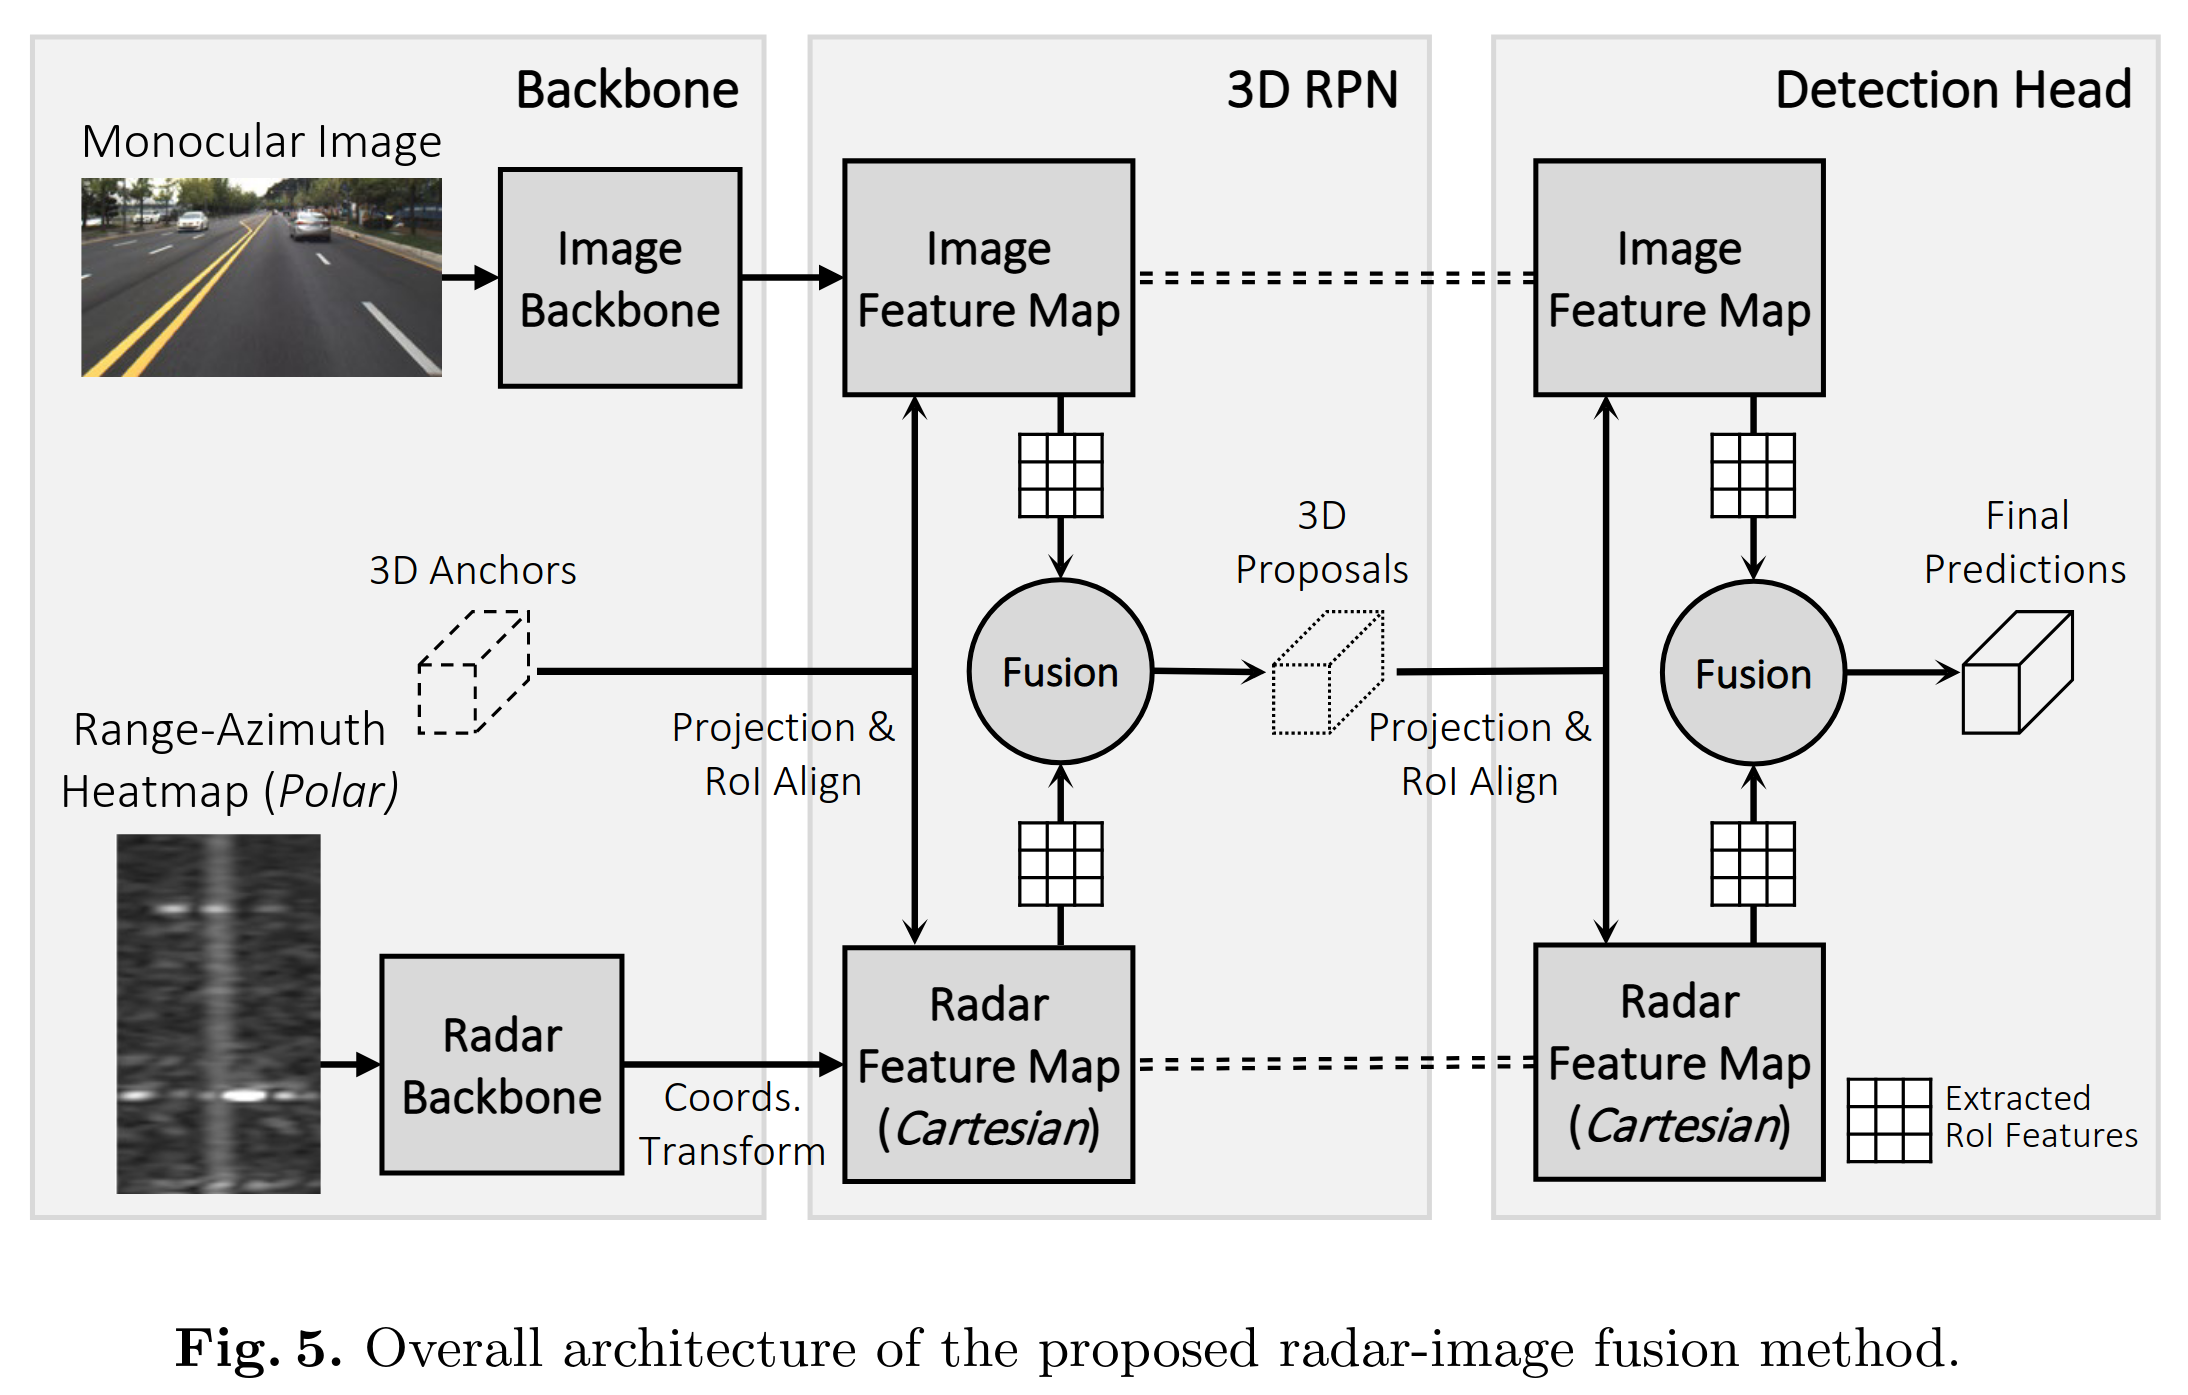 Backbone
Monocular Image
Image
Backbone
3D Anchors
Range-Azimuth
Heatmap (Polar)
Radar
Backbone
Coords.
Transform
Projection &
RoI Align
3D RPN
Image
Feature Map
Fusion
3D
Proposals
Radar
Feature Map
(Cartesian)
Projection &
RoI Align
Detection Head
Image
Feature Map
Fusion
Final
Predictions
Radar
Feature Map
(Cartesian)
Extracted
RoI Features
Fig. 5. Overall architecture of the proposed radar-image fusion method.